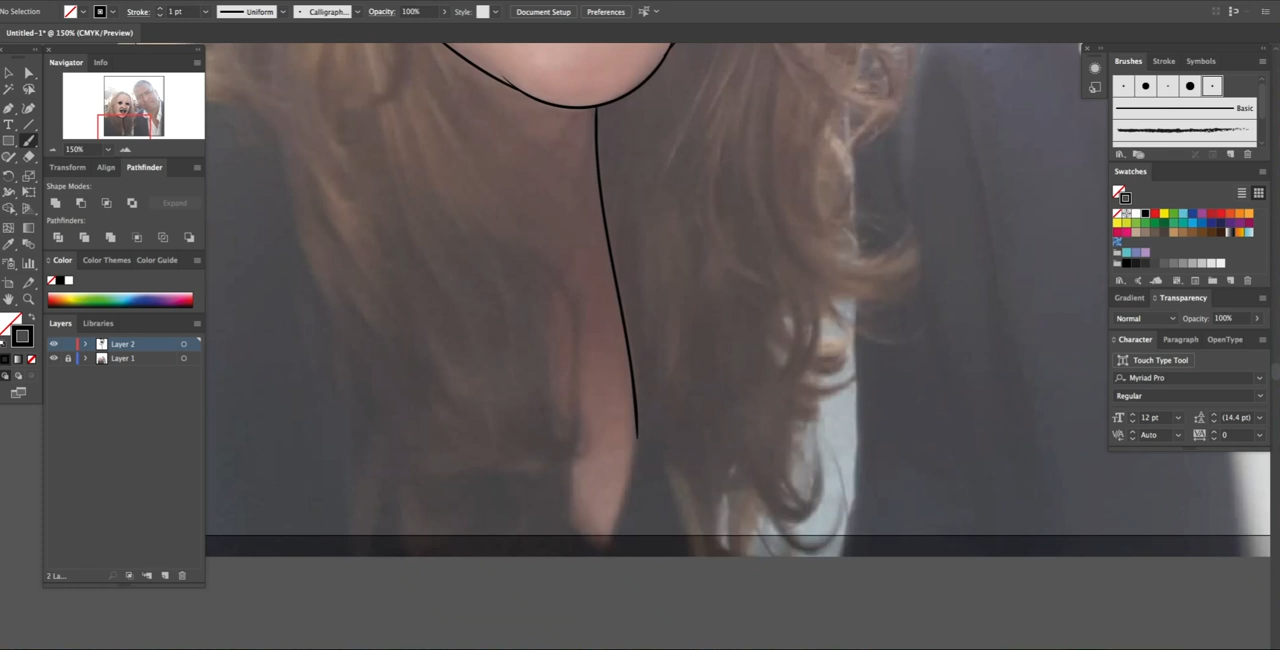 No Selection Stroke: 1 pt Uniform Calligraph... Opacity: 100% Style: Document Setup Preferences
Untitled-1* @ 150% (CMYK/Preview)
Navigator Info
150%
Transform Align Pathfinder
Shape Modes:
Expand
Pathfinders:
Color Color Themes Color Guide
Layers Libraries
Layer 2
Layer 1
2 La...
Brushes Stroke Symbols
Basic
Swatches
Gradient Transparency
Normal Opacity: 100%
Character Paragraph OpenType
Touch Type Tool
Myriad Pro
Regular
12 pt (14.4 pt)
Auto 0